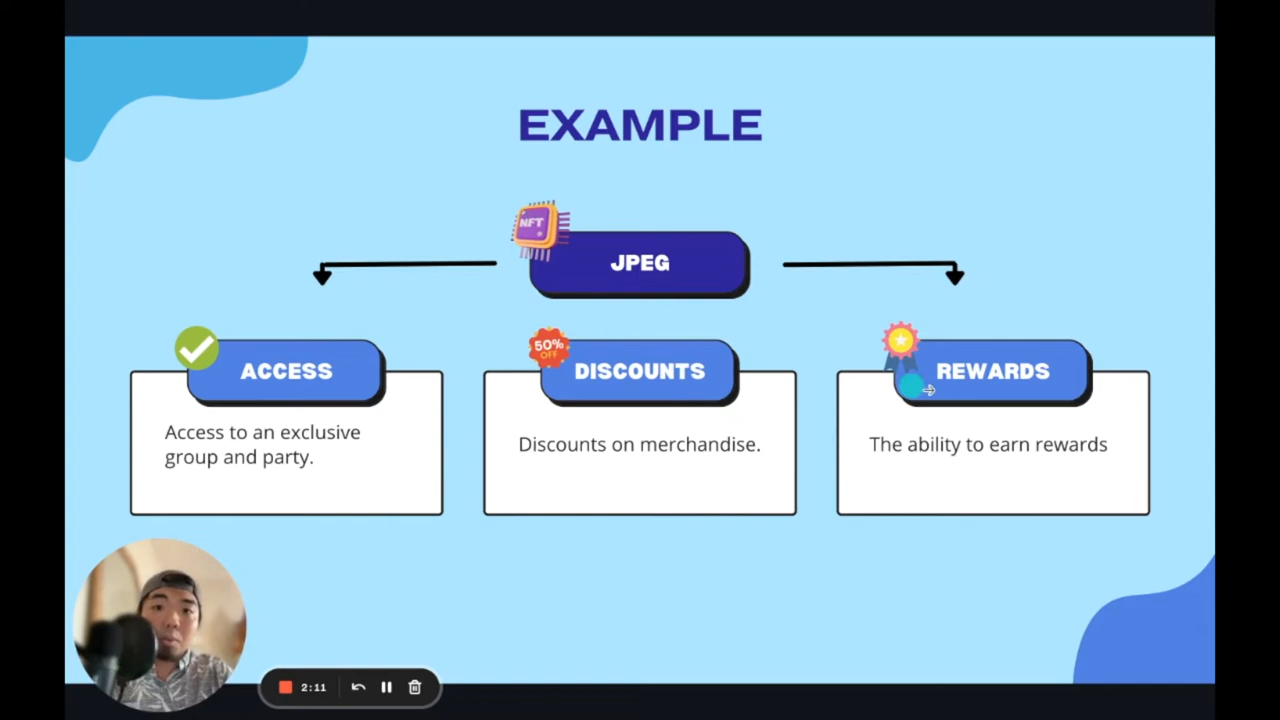 EXAMPLE
NFT
JPEG
ACCESS
Access to an exclusive
group and party.
50%
OFF
DISCOUNTS
Discounts on merchandise.
REWARDS
The ability to earn rewards
2:11